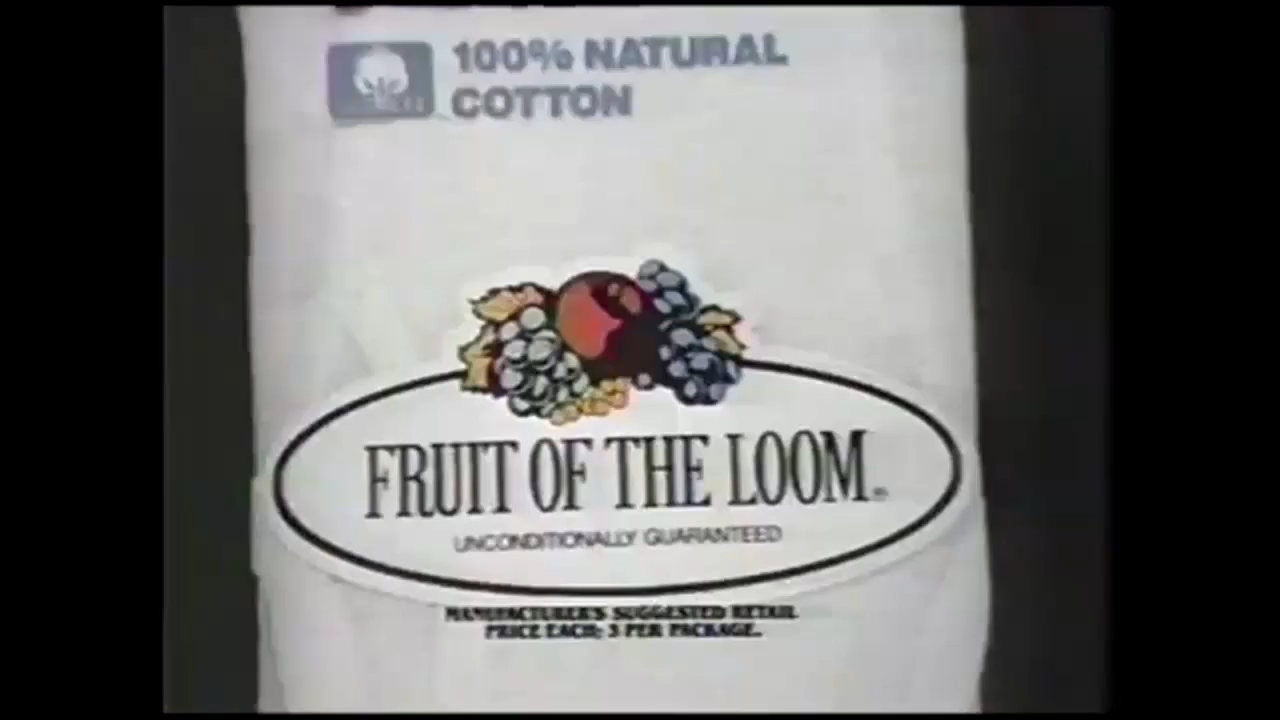 100% NATURAL
COTTON
FRUIT OF THE LOOM®
UNCONDITIONALLY GUARANTEED
MANUFACTURER'S SUGGESTED RETAIL
PRICE EACH; 3 PER PACKAGE.